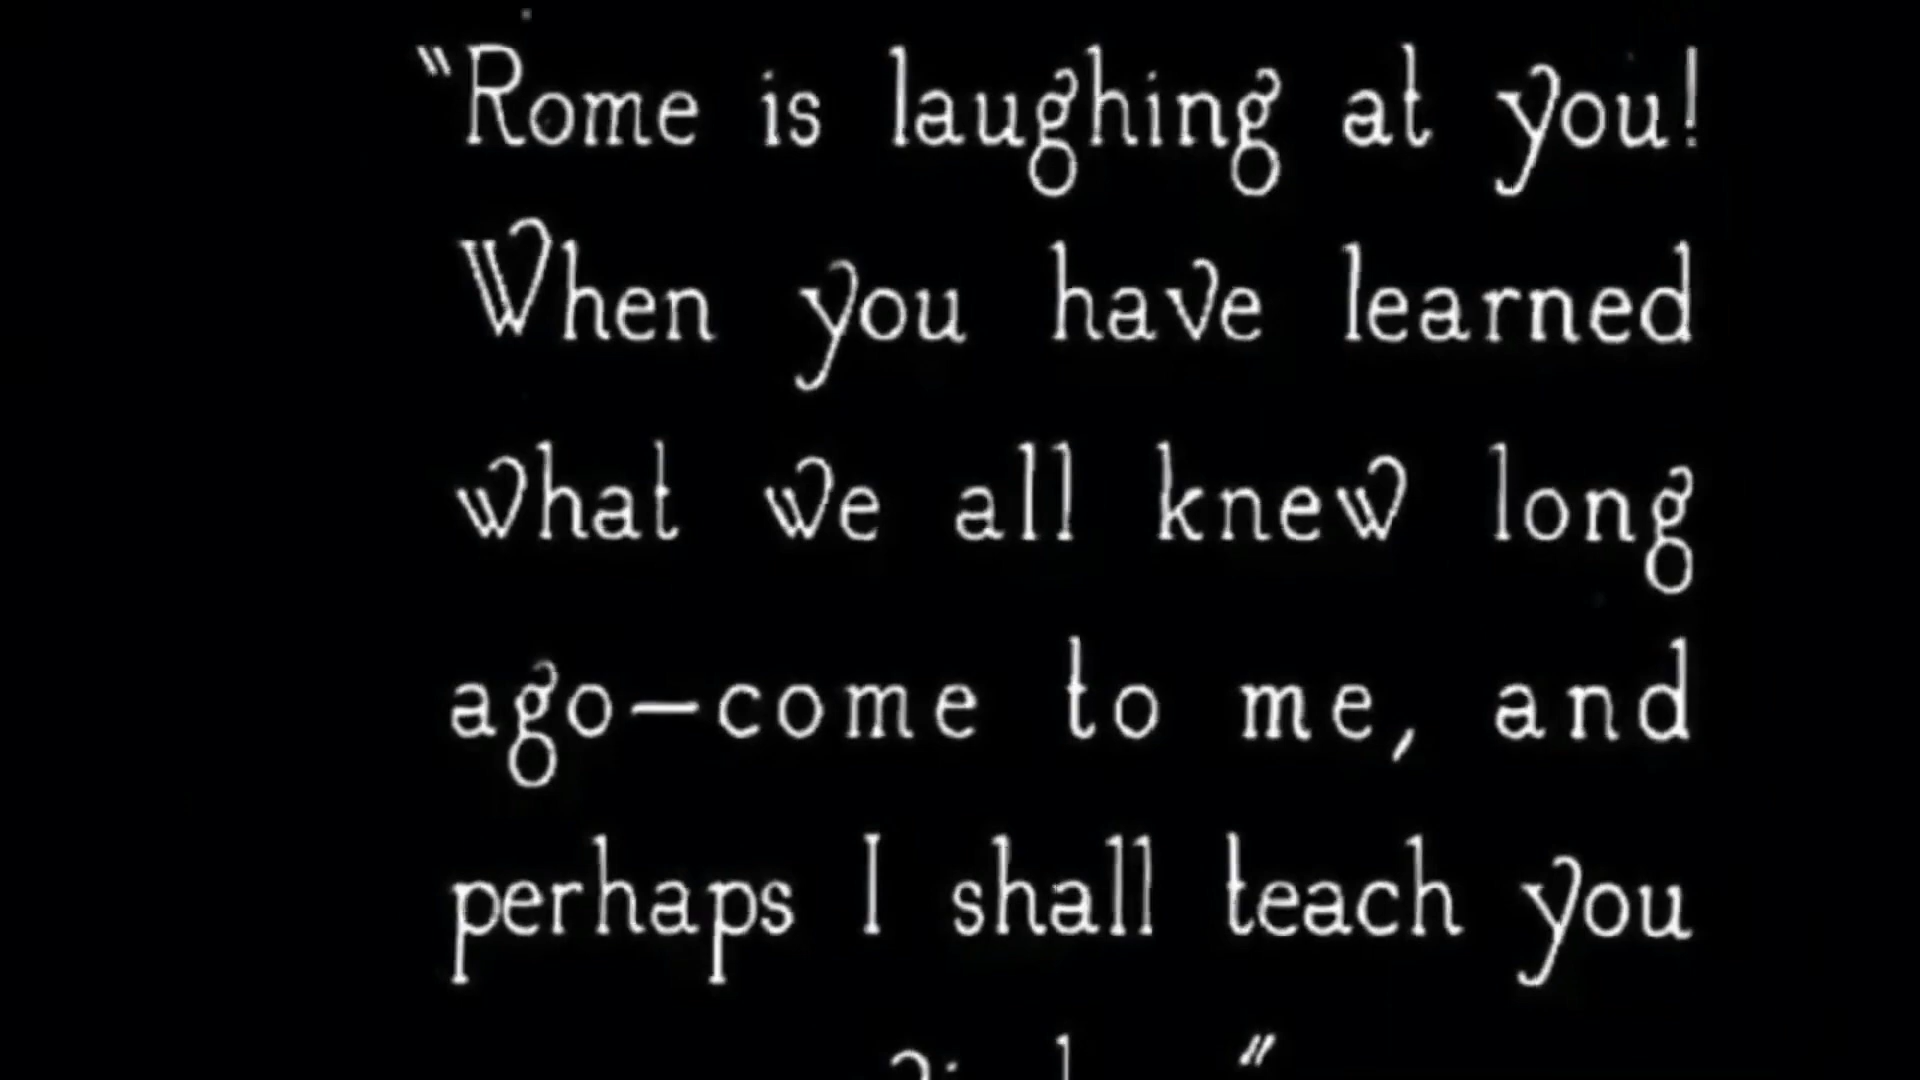 "Rome is laughing at you!
When you have learned
what we all knew long
ago—come to me, and
perhaps I shall teach you